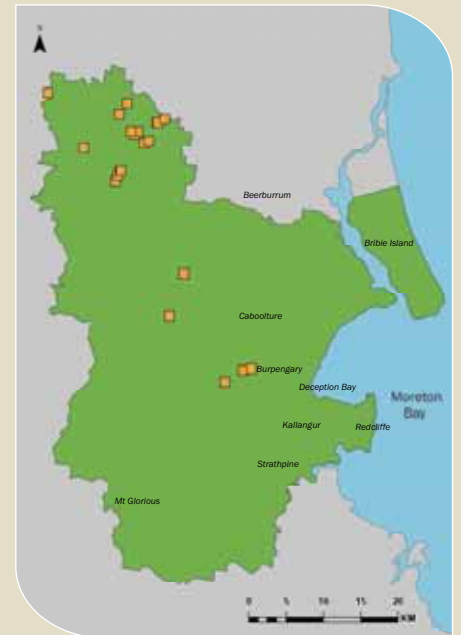 N
Beerburrum
Bribie Island
Caboolture
Burpengary
Deception Bay
Moreton
Bay
Kallangur
Redcliffe
Strathpine
Mt Glorious
0 5 10 15 20
KM